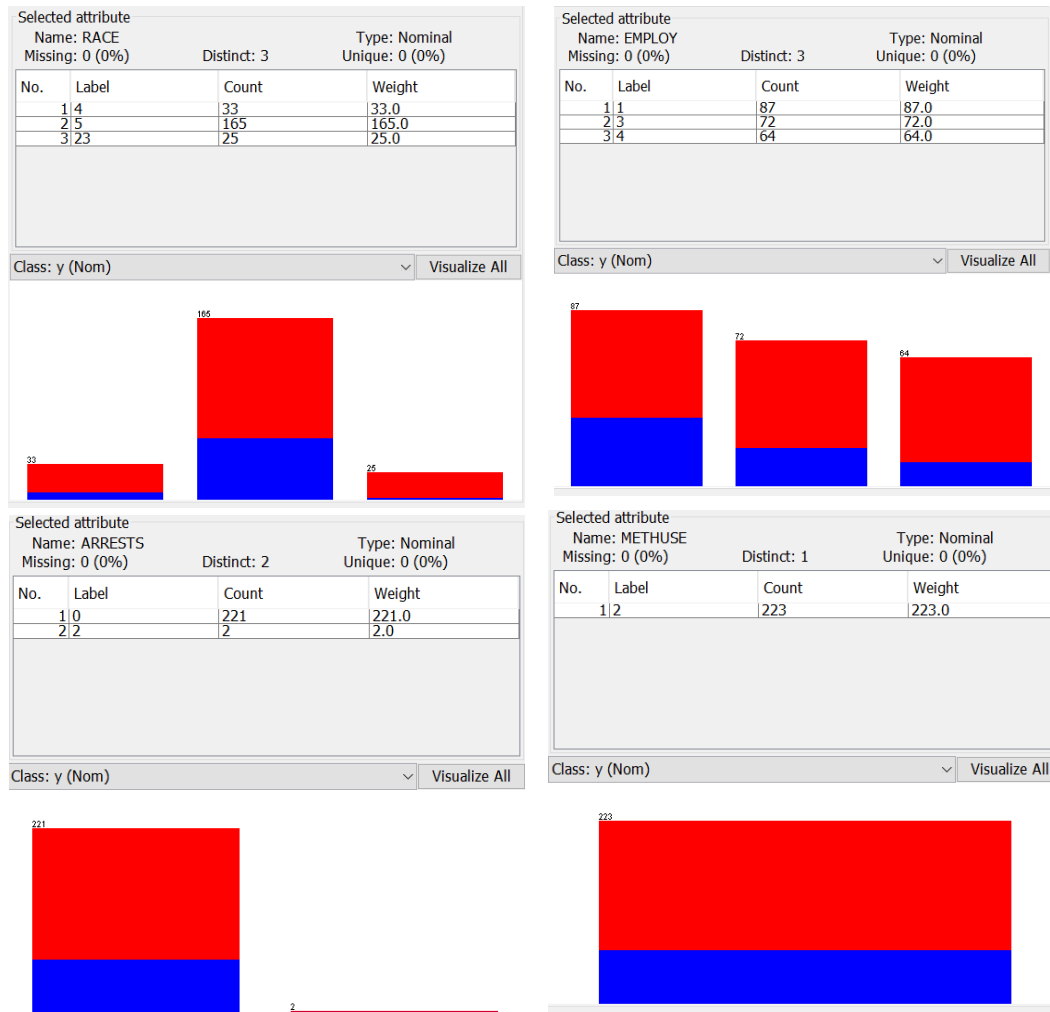 Selected attribute
Name: RACE Type: Nominal
Missing: 0 (0%) Distinct: 3 Unique: 0 (0%)
No. Label Count Weight
1 4 33 33.0
2 5 165 165.0
3 23 25 25.0
Class: y (Nom) Visualize All
165
33
25
Selected attribute
Name: EMPLOY Type: Nominal
Missing: 0 (0%) Distinct: 3 Unique: 0 (0%)
No. Label Count Weight
1 1 87 87.0
2 3 72 72.0
3 4 64 64.0
Class: y (Nom) Visualize All
87
72
64
Selected attribute
Name: ARRESTS Type: Nominal
Missing: 0 (0%) Distinct: 2 Unique: 0 (0%)
No. Label Count Weight
1 0 221 221.0
2 2 2 2.0
Class: y (Nom) Visualize All
221
2
Selected attribute
Name: METHUSE Type: Nominal
Missing: 0 (0%) Distinct: 1 Unique: 0 (0%)
No. Label Count Weight
1 2 223 223.0
Class: y (Nom) Visualize All
223